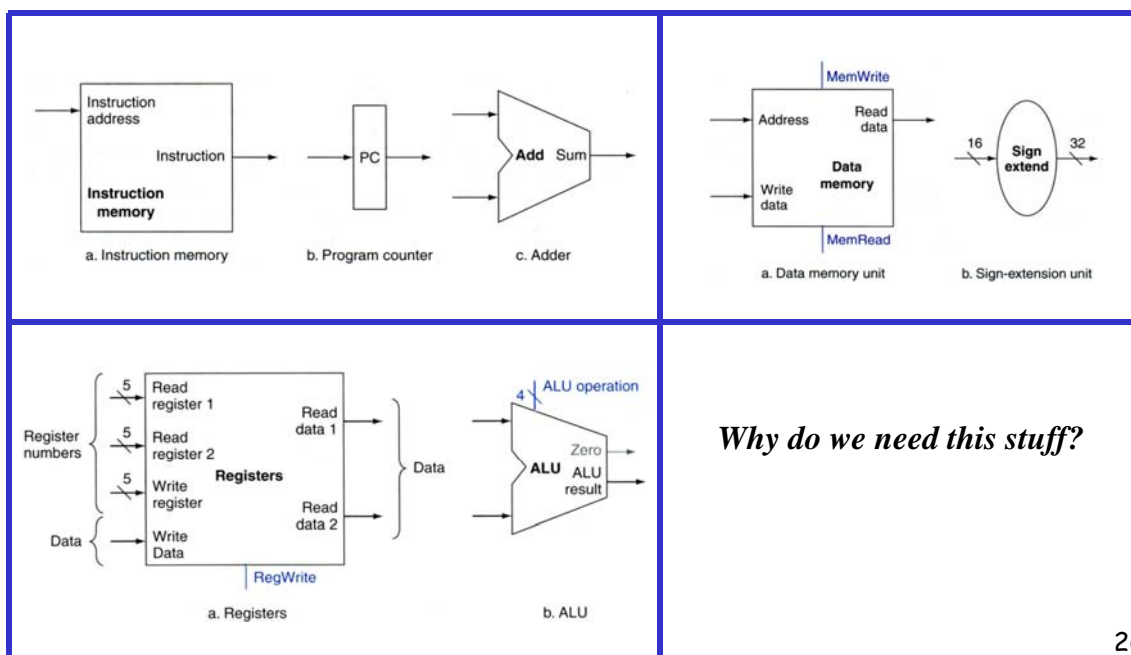 Instruction
address
Instruction
Instruction
memory
a. Instruction memory
PC
b. Program counter
Add Sum
c. Adder
MemWrite
Address
Read
data
Data
memory
Write
data
MemRead
a. Data memory unit
16
Sign
extend
32
b. Sign-extension unit
Register
numbers
Data
5
Read
register 1
5
Read
register 2
5
Write
register
Write
Data
Registers
Read
data 1
Read
data 2
Data
RegWrite
a. Registers
4
ALU operation
Zero
ALU
ALU
result
b. ALU
Why do we need this stuff?